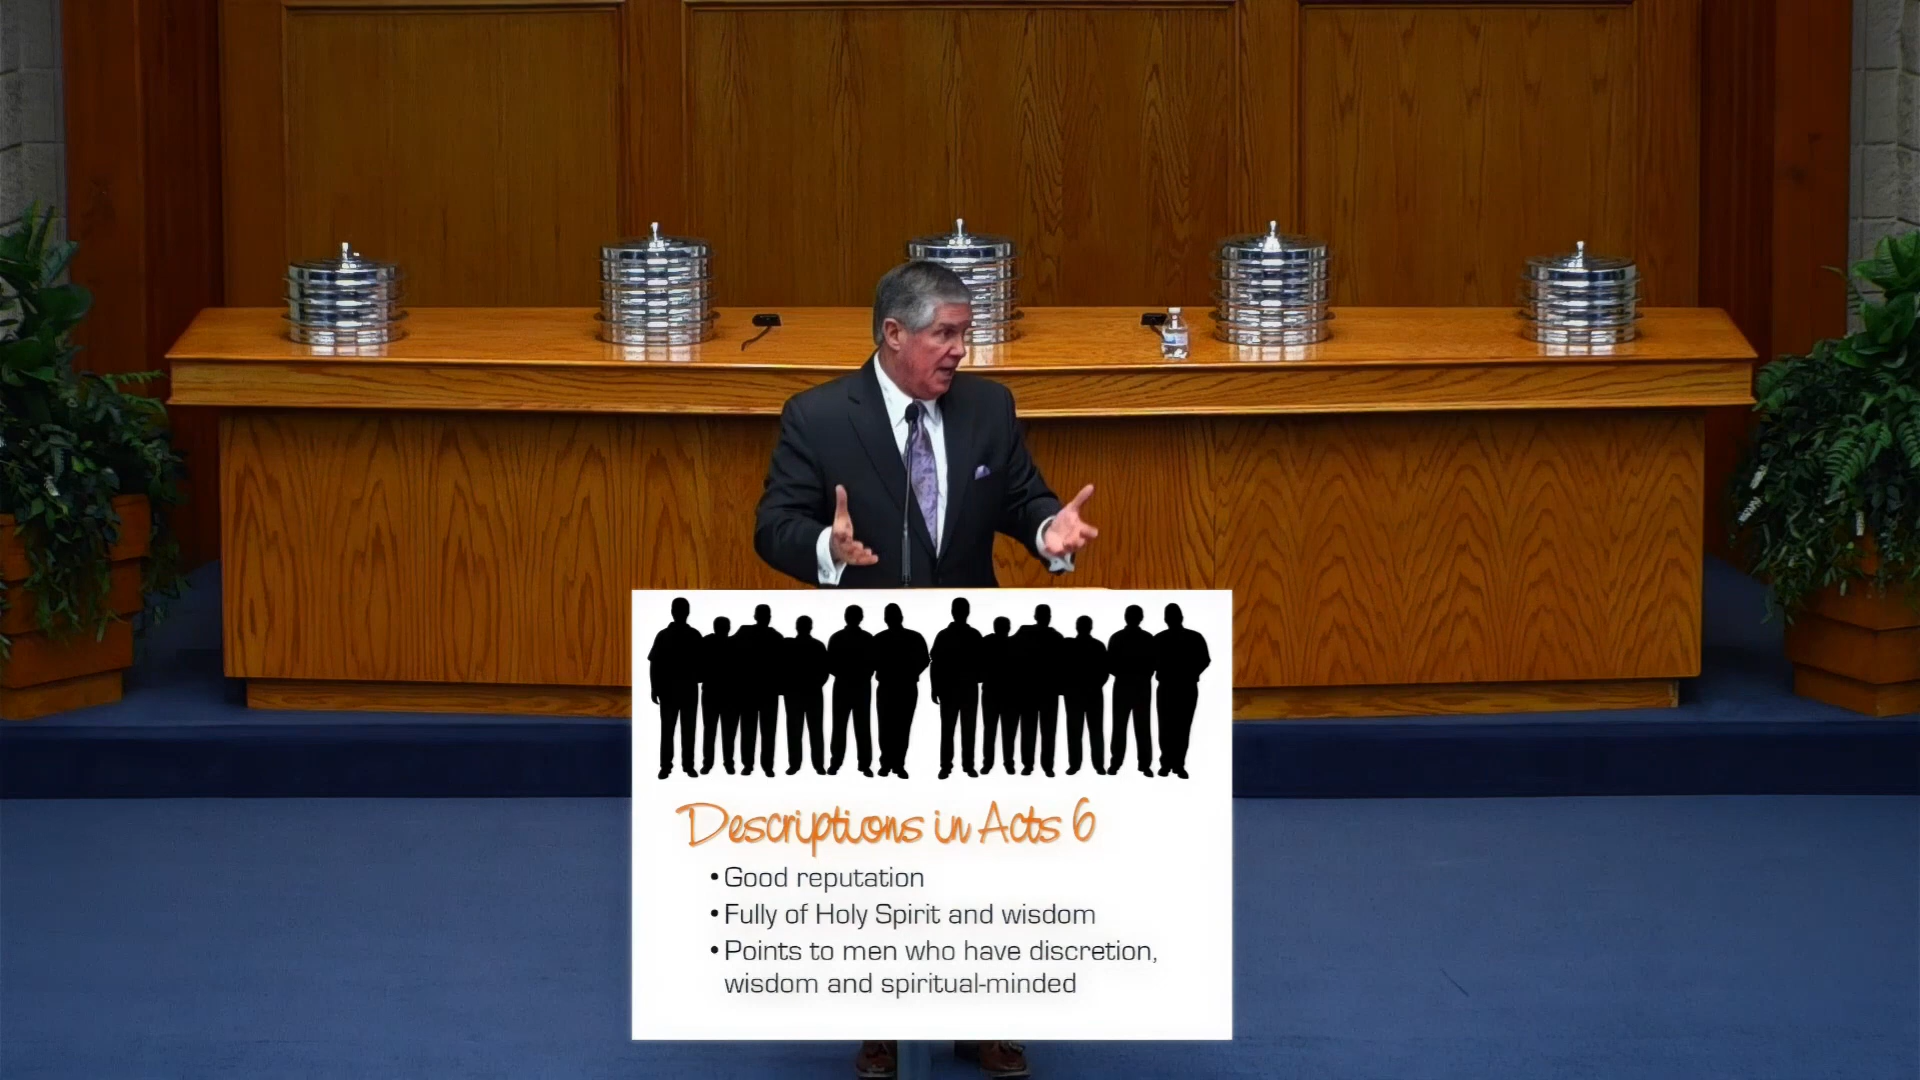 Descriptions in Acts 6
• Good reputation
• Fully of Holy Spirit and wisdom
• Points to men who have discretion,
wisdom and spiritual-minded